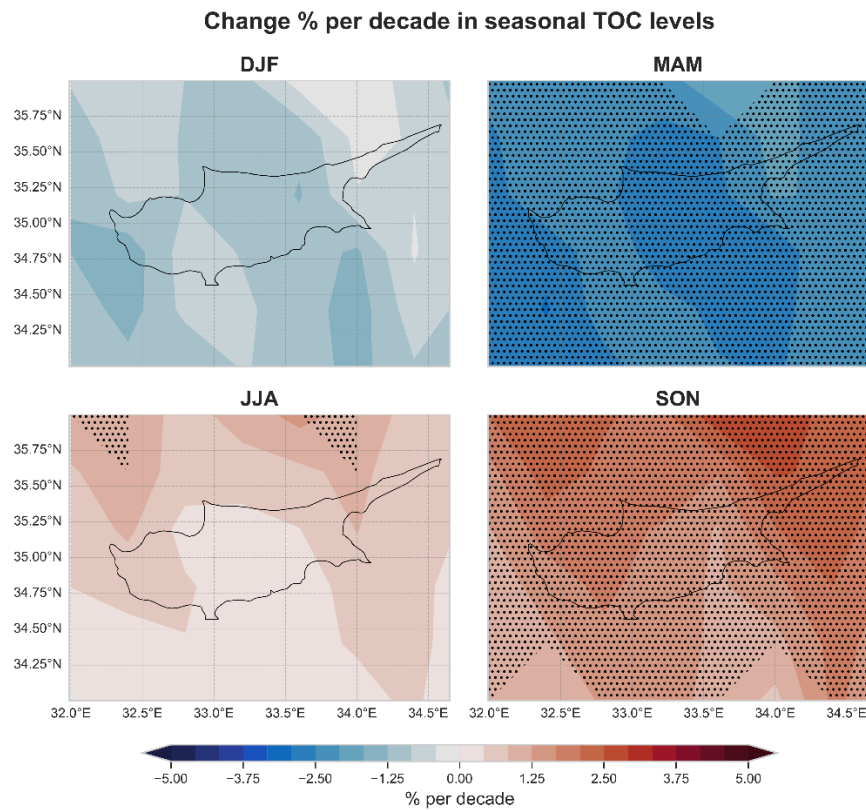 Change % per decade in seasonal TOC levels
DJF
MAM
35.75°N
35.50°N
35.25°N
35.00°N
34.75°N
34.50°N
34.25°N
JJA
SON
35.75°N
35.50°N
35.25°N
35.00°N
34.75°N
34.50°N
34.25°N
32.0°E 32.5°E 33.0°E 33.5°E 34.0°E 34.5°E 32.0°E 32.5°E 33.0°E 33.5°E 34.0°E 34.5°E
−5.00 −3.75 −2.50 −1.25 0.00 1.25 2.50 3.75 5.00
% per decade